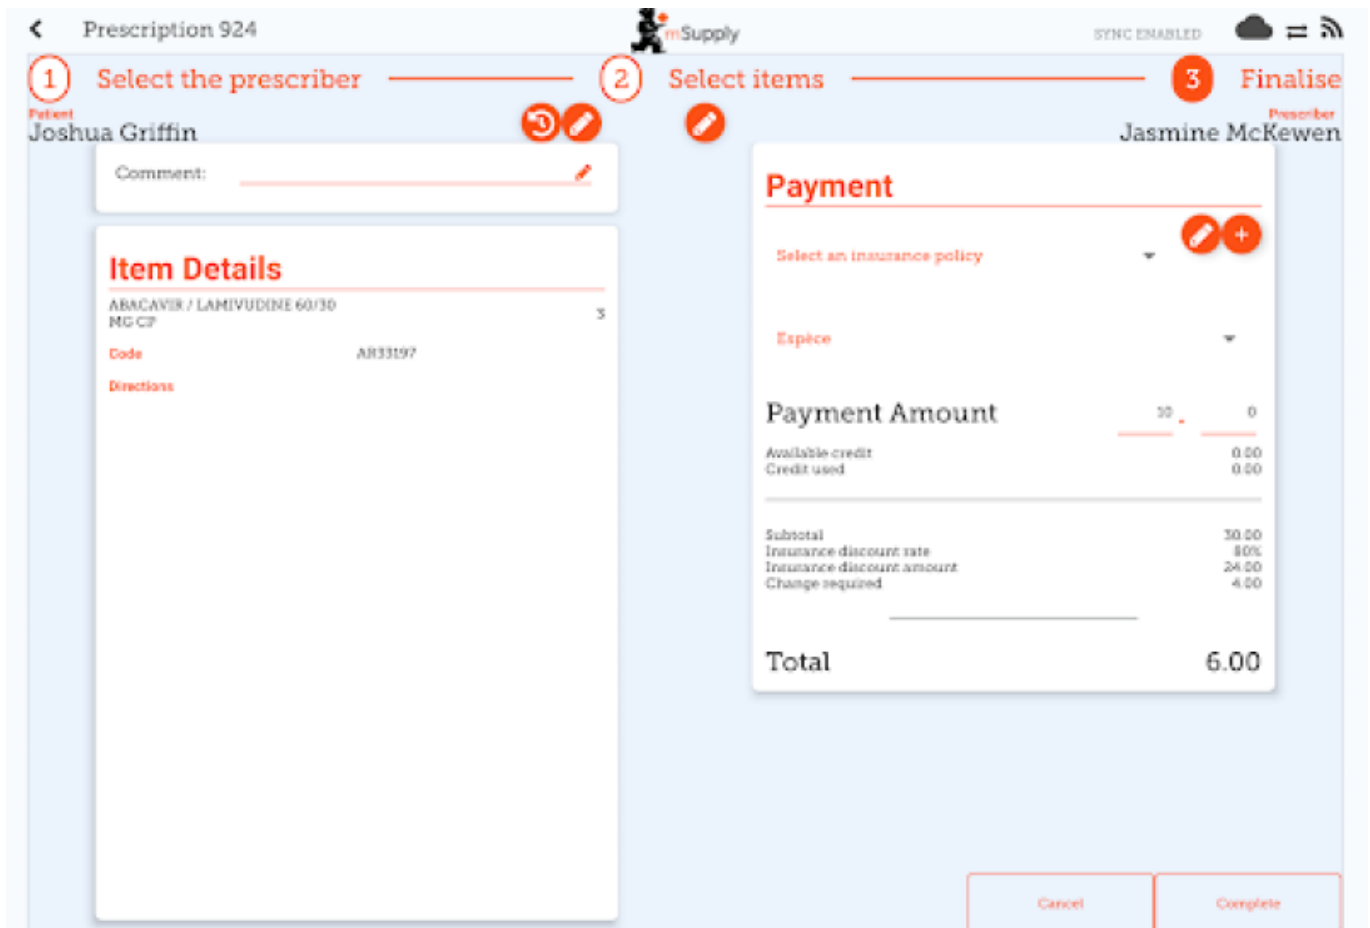 Prescription 924
mSupply
SYNC ENABLED
1 Select the prescriber
2 Select items
3 Finalise
Patient
Joshua Griffin
Prescriber
Jasmine McKewen
Comment:
Item Details
ABACAVIR / LAMIVUDINE 60/30
MG CP
3
Code AR33197
Directions
Payment
Select an insurance policy
Espèce
Payment Amount 10 . 0
Available credit 0.00
Credit used 0.00
Subtotal 30.00
Insurance discount rate 80%
Insurance discount amount 24.00
Change required 4.00
Total 6.00
Cancel
Complete